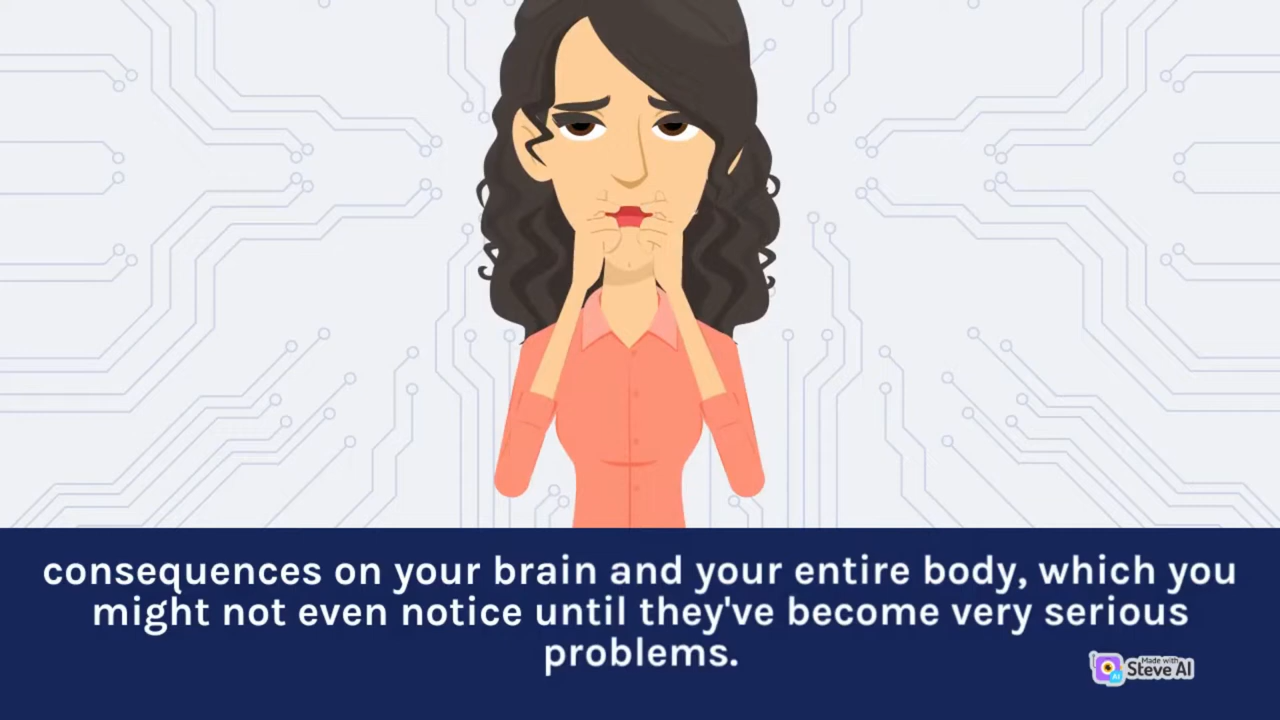 consequences on your brain and your entire body, which you
might not even notice until they've become very serious
problems.
Made with
Steve AI
AI